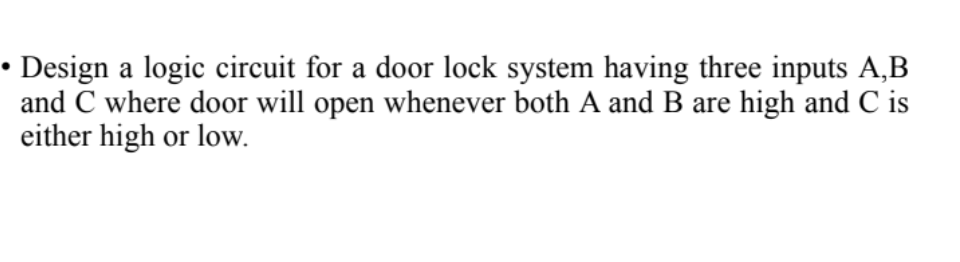 • Design a logic circuit for a door lock system having three inputs A,B
and C where door will open whenever both A and B are high and C is
either high or low.